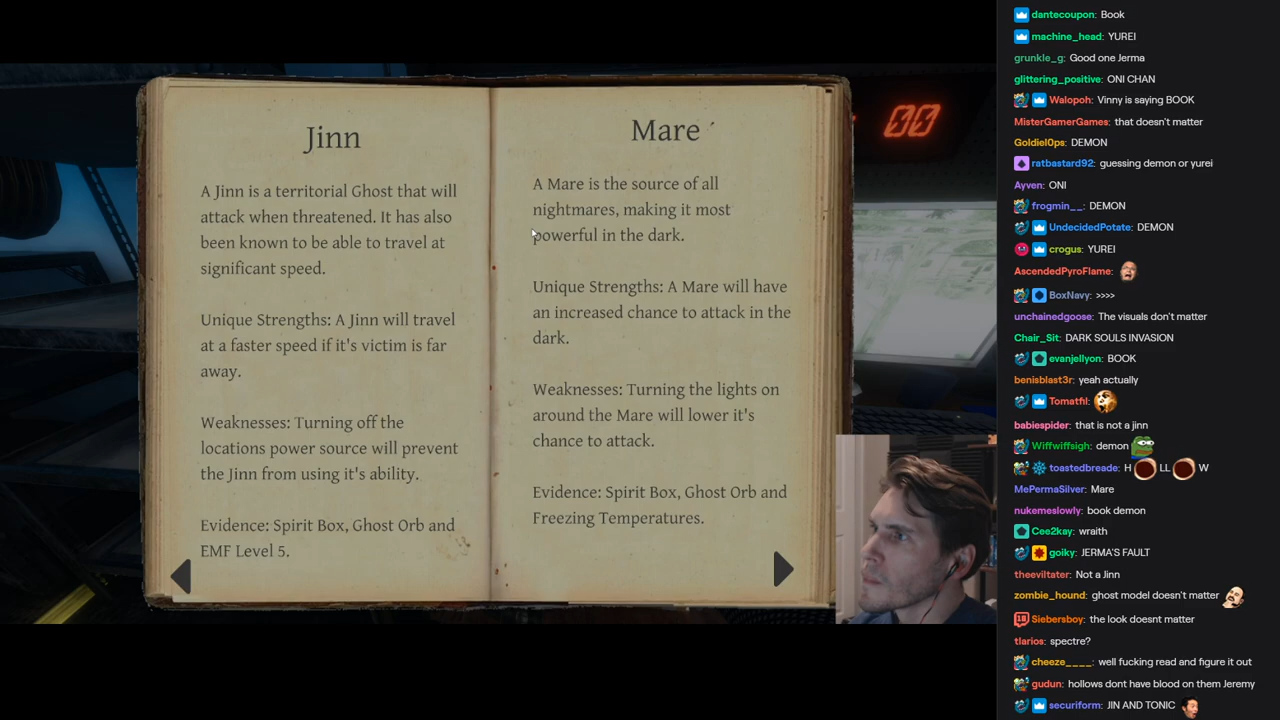 Jinn
A Jinn is a territorial Ghost that will
attack when threatened. It has also
been known to be able to travel at
significant speed.
Unique Strengths: A Jinn will travel
at a faster speed if it's victim is far
away.
Weaknesses: Turning off the
locations power source will prevent
the Jinn from using it's ability.
Evidence: Spirit Box, Ghost Orb and
EMF Level 5.
Mare
A Mare is the source of all
nightmares, making it most
powerful in the dark.
Unique Strengths: A Mare will have
an increased chance to attack in the
dark.
Weaknesses: Turning the lights on
around the Mare will lower it's
chance to attack.
Evidence: Spirit Box, Ghost Orb and
Freezing Temperatures.
00
dantecoupon: Book
machine_head: YUREI
grunkle_g: Good one Jerma
glittering_positive: ONI CHAN
Walopoh: Vinny is saying BOOK
MisterGamerGames: that doesn't matter
Goldiel0ps: DEMON
ratbastard92: guessing demon or yurei
Ayven: ONI
frogmin__: DEMON
UndecidedPotate: DEMON
crogus: YUREI
AscendedPyroFlame:
BoxNavy: >>>>
unchainedgoose: The visuals don't matter
Chair_Sit: DARK SOULS INVASION
evanjellyon: BOOK
benisblast3r: yeah actually
Tomatfil:
babiespider: that is not a jinn
Wiffwiffsigh: demon
toastedbreade: H LL W
MePermaSilver: Mare
nukemeslowly: book demon
Cee2kay: wraith
goiky: JERMA'S FAULT
theeviltater: Not a Jinn
zombie_hound: ghost model doesn't matter
Siebersboy: the look doesnt matter
tlarios: spectre?
cheeze____: well fucking read and figure it out
gudun: hollows dont have blood on them Jeremy
securiform: JIN AND TONIC